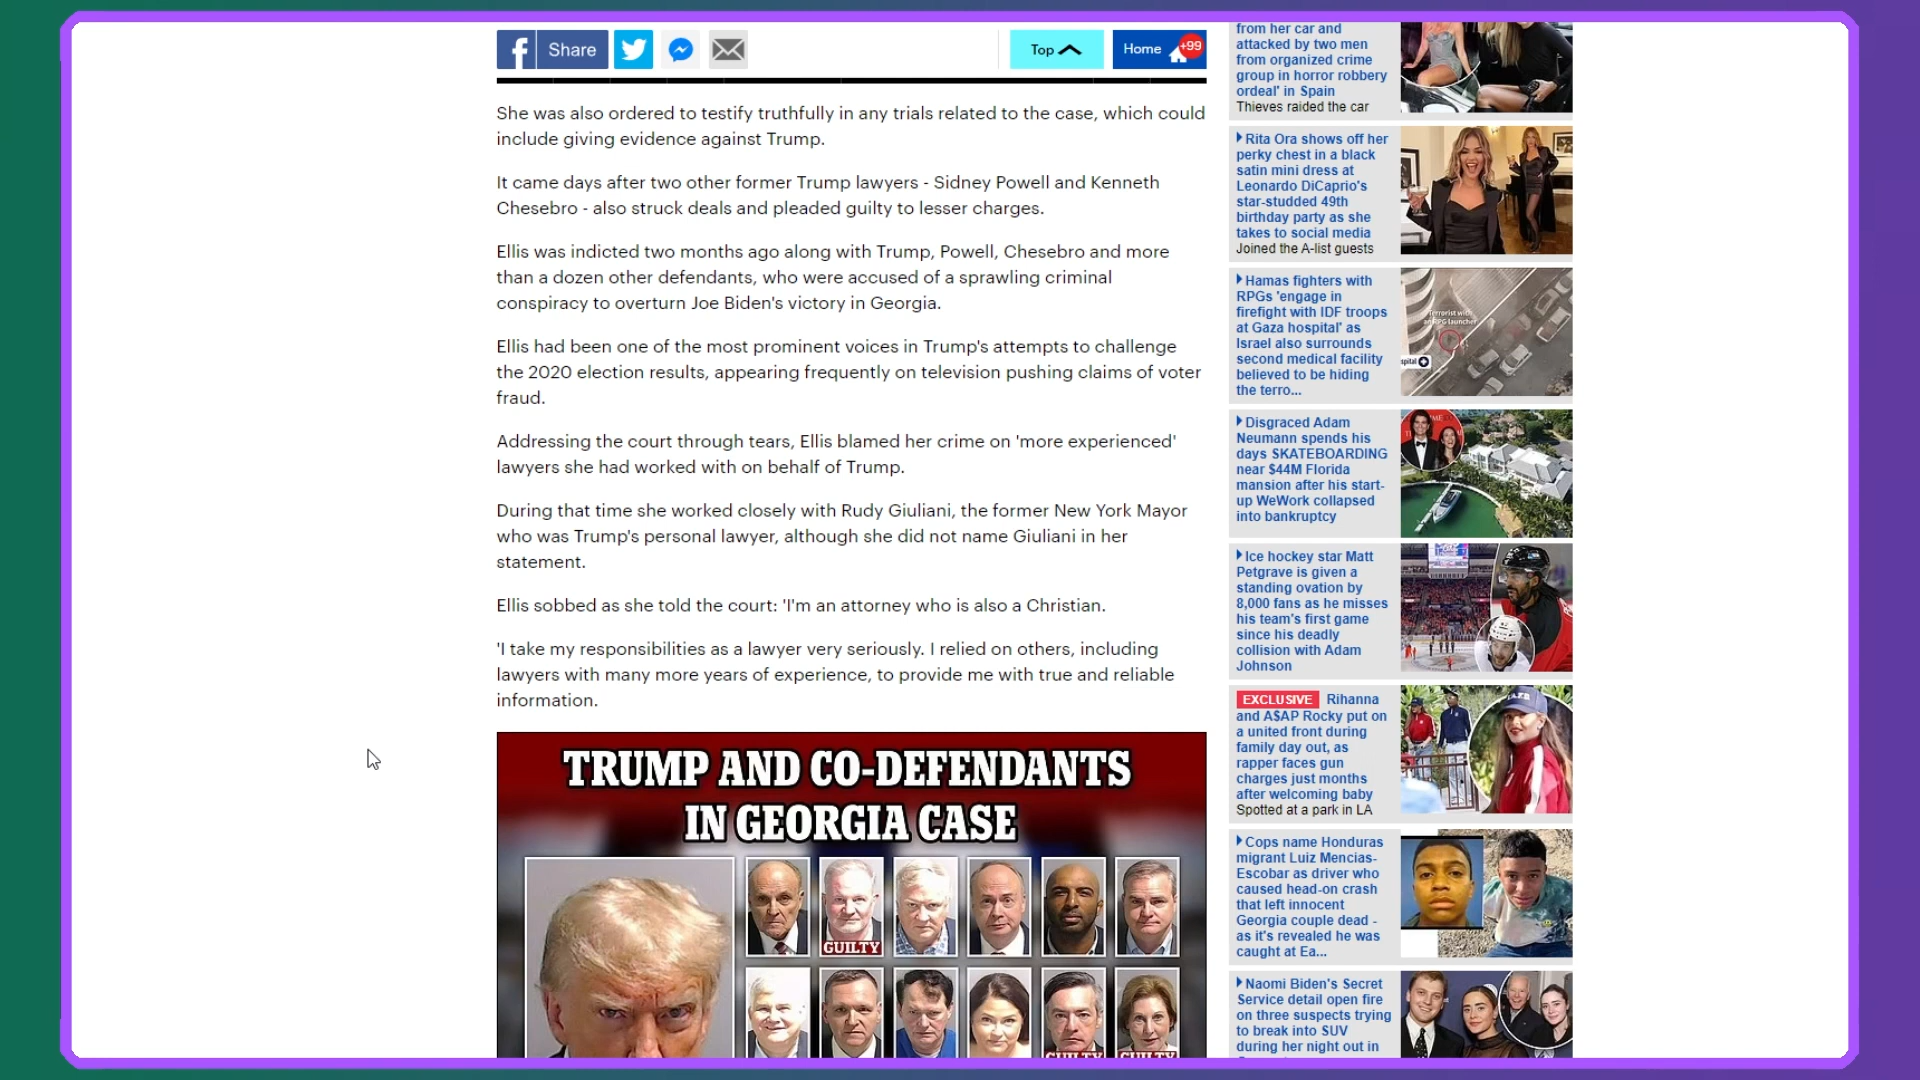 Share
Top
Home
+99
She was also ordered to testify truthfully in any trials related to the case, which could
include giving evidence against Trump.
It came days after two other former Trump lawyers - Sidney Powell and Kenneth
Chesebro - also struck deals and pleaded guilty to lesser charges.
Ellis was indicted two months ago along with Trump, Powell, Chesebro and more
than a dozen other defendants, who were accused of a sprawling criminal
conspiracy to overturn Joe Biden's victory in Georgia.
Ellis had been one of the most prominent voices in Trump's attempts to challenge
the 2020 election results, appearing frequently on television pushing claims of voter
fraud.
Addressing the court through tears, Ellis blamed her crime on 'more experienced'
lawyers she had worked with on behalf of Trump.
During that time she worked closely with Rudy Giuliani, the former New York Mayor
who was Trump's personal lawyer, although she did not name Giuliani in her
statement.
Ellis sobbed as she told the court: 'I'm an attorney who is also a Christian.
'I take my responsibilities as a lawyer very seriously. I relied on others, including
lawyers with many more years of experience, to provide me with true and reliable
information.
TRUMP AND CO-DEFENDANTS
IN GEORGIA CASE
GUILTY
GUILTY
GUILTY
from her car and
attacked by two men
from organized crime
group in horror robbery
ordeal' in Spain
Thieves raided the car
Rita Ora shows off her
perky chest in a black
satin mini dress at
Leonardo DiCaprio's
star-studded 49th
birthday party as she
takes to social media
Joined the A-list guests
Hamas fighters with
RPGs 'engage in
firefight with IDF troops
at Gaza hospital' as
Israel also surrounds
second medical facility
believed to be hiding
the terro...
Terrorist with
an RPG launcher
Disgraced Adam
Neumann spends his
days SKATEBOARDING
near $44M Florida
mansion after his start-
up WeWork collapsed
into bankruptcy
Ice hockey star Matt
Petgrave is given a
standing ovation by
8,000 fans as he misses
his team's first game
since his deadly
collision with Adam
Johnson
EXCLUSIVE Rihanna
and A$AP Rocky put on
a united front during
family day out, as
rapper faces gun
charges just months
after welcoming baby
Spotted at a park in LA
Cops name Honduras
migrant Luiz Mencias-
Escobar as driver who
caused head-on crash
that left innocent
Georgia couple dead -
as it's revealed he was
caught at Ea...
Naomi Biden's Secret
Service detail open fire
on three suspects trying
to break into SUV
during her night out in